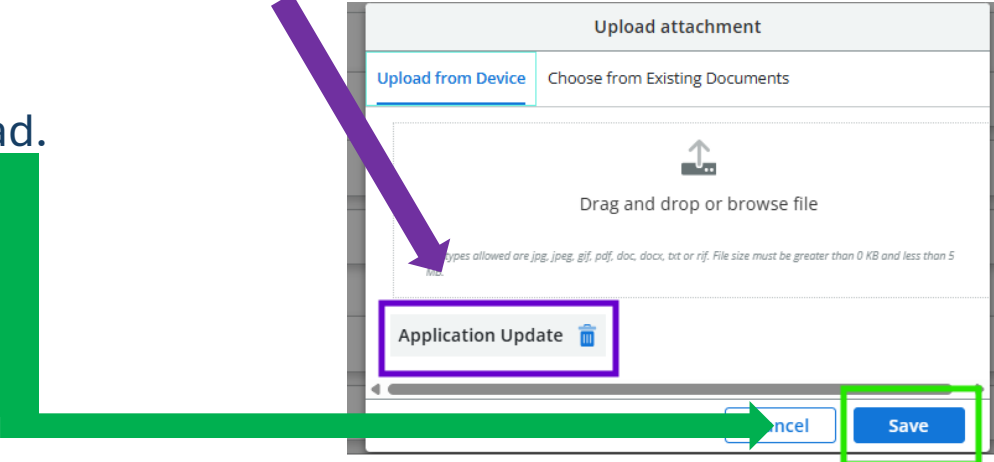 Upload attachment
Upload from Device Choose from Existing Documents
ad.
Drag and drop or browse file
types allowed are jpg, jpeg, gif, pdf, doc, docx, txt or rif. File size must be greater than 0 KB and less than 5
MB.
Application Update
ncel Save